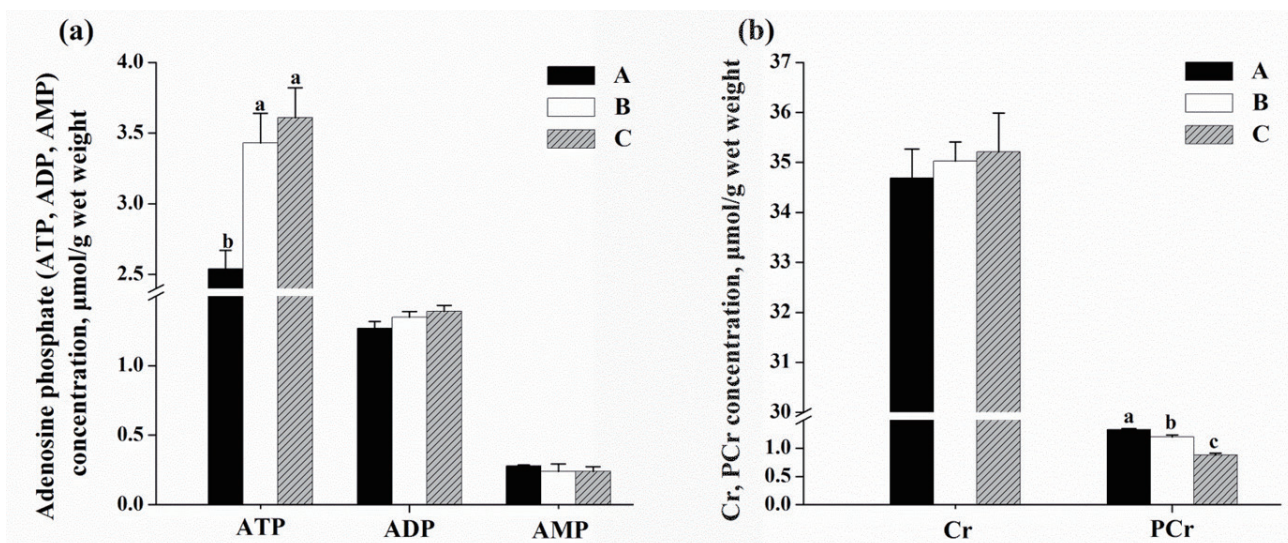 (a)
Adenosine phosphate (ATP, ADP, AMP)
concentration, μmol/g wet weight
4.0
3.5
3.0
2.5
1.0
0.5
0.0
b
a
a
A
B
C
ATP ADP AMP
(b)
Cr, PCr concentration, μmol/g wet weight
37
36
35
34
33
32
31
30
1.0
0.5
0.0
A
B
C
a
b
c
Cr PCr